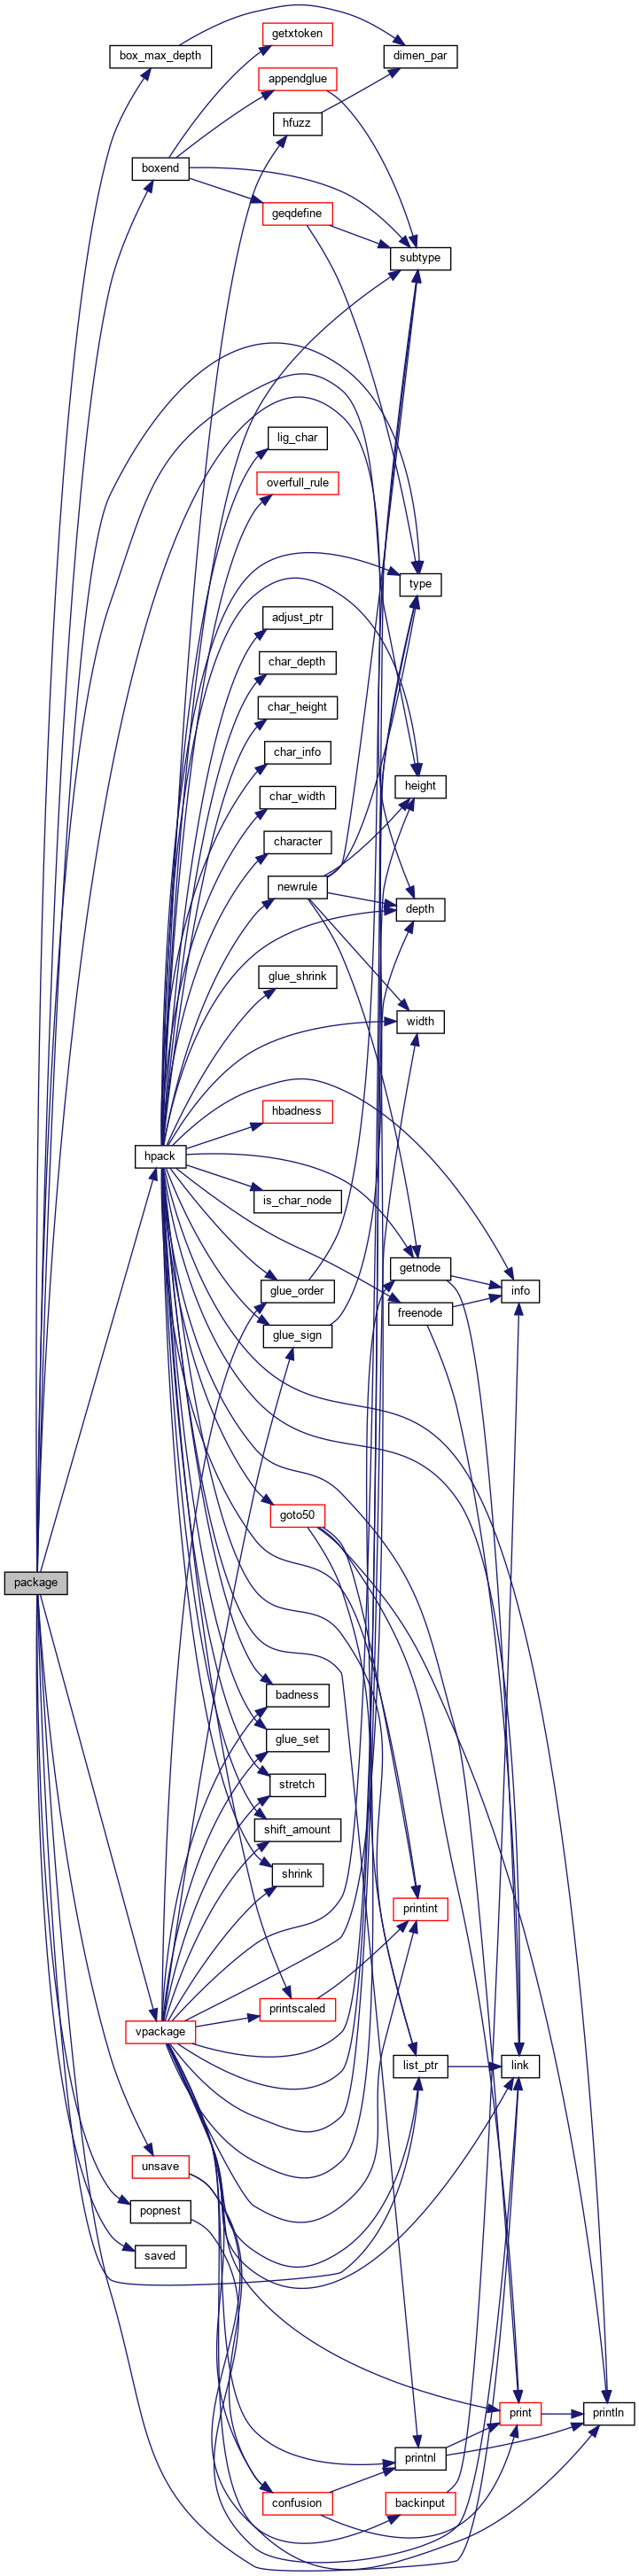 getxtoken
box_max_depth
dimen_par
appendglue
hfuzz
boxend
geqdefine
subtype
lig_char
overfull_rule
type
adjust_ptr
char_depth
char_height
char_info
height
char_width
character
newrule
depth
glue_shrink
width
hbadness
hpack
is_char_node
getnode
glue_order
info
freenode
glue_sign
goto50
package
badness
glue_set
stretch
shift_amount
shrink
printint
printscaled
vpackage
list_ptr
link
unsave
popnest
saved
print
println
printnl
confusion
backinput